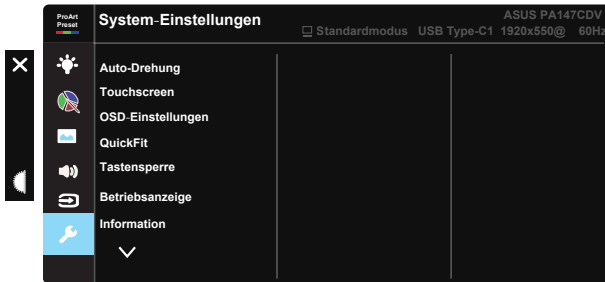 ProArt
Preset
System-Einstellungen
ASUS PA147CDV
Standardmodus USB Type-C1 1920x550@ 60Hz
Auto-Drehung
Touchscreen
OSD-Einstellungen
QuickFit
Tastensperre
Betriebsanzeige
Information